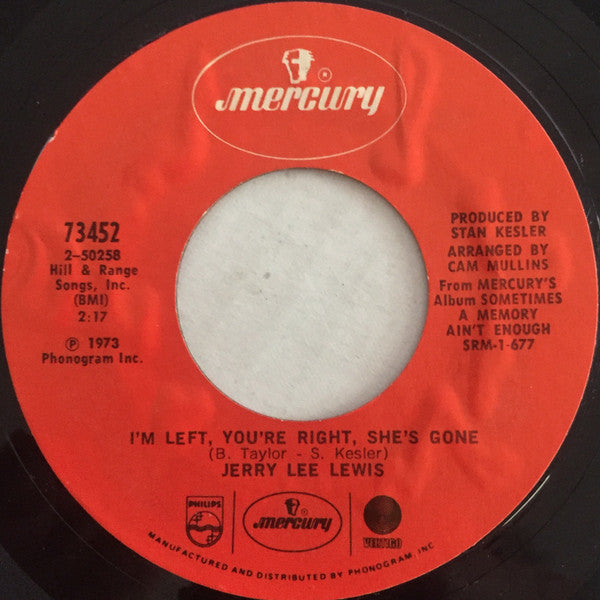 mercury
®
73452
2-50258
Hill & Range
Songs, Inc.
(BMI)
2:17
℗ 1973
Phonogram Inc.
PRODUCED BY
STAN KESLER
ARRANGED BY
CAM MULLINS
From MERCURY'S
Album SOMETIMES
A MEMORY
AIN'T ENOUGH
SRM-1-677
I'M LEFT, YOU'RE RIGHT, SHE'S GONE
(B. Taylor - S. Kesler)
JERRY LEE LEWIS
PHILIPS
mercury
VERTIGO
MANUFACTURED AND DISTRIBUTED BY PHONOGRAM, INC